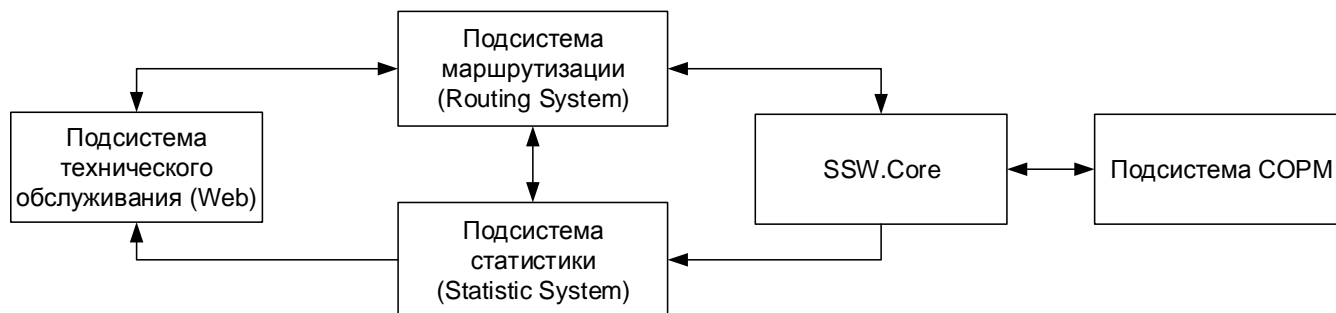 Подсистема
маршрутизации
(Routing System)
Подсистема
технического
обслуживания (Web)
SSW.Core
Подсистема СОРМ
Подсистема
статистики
(Statistic System)